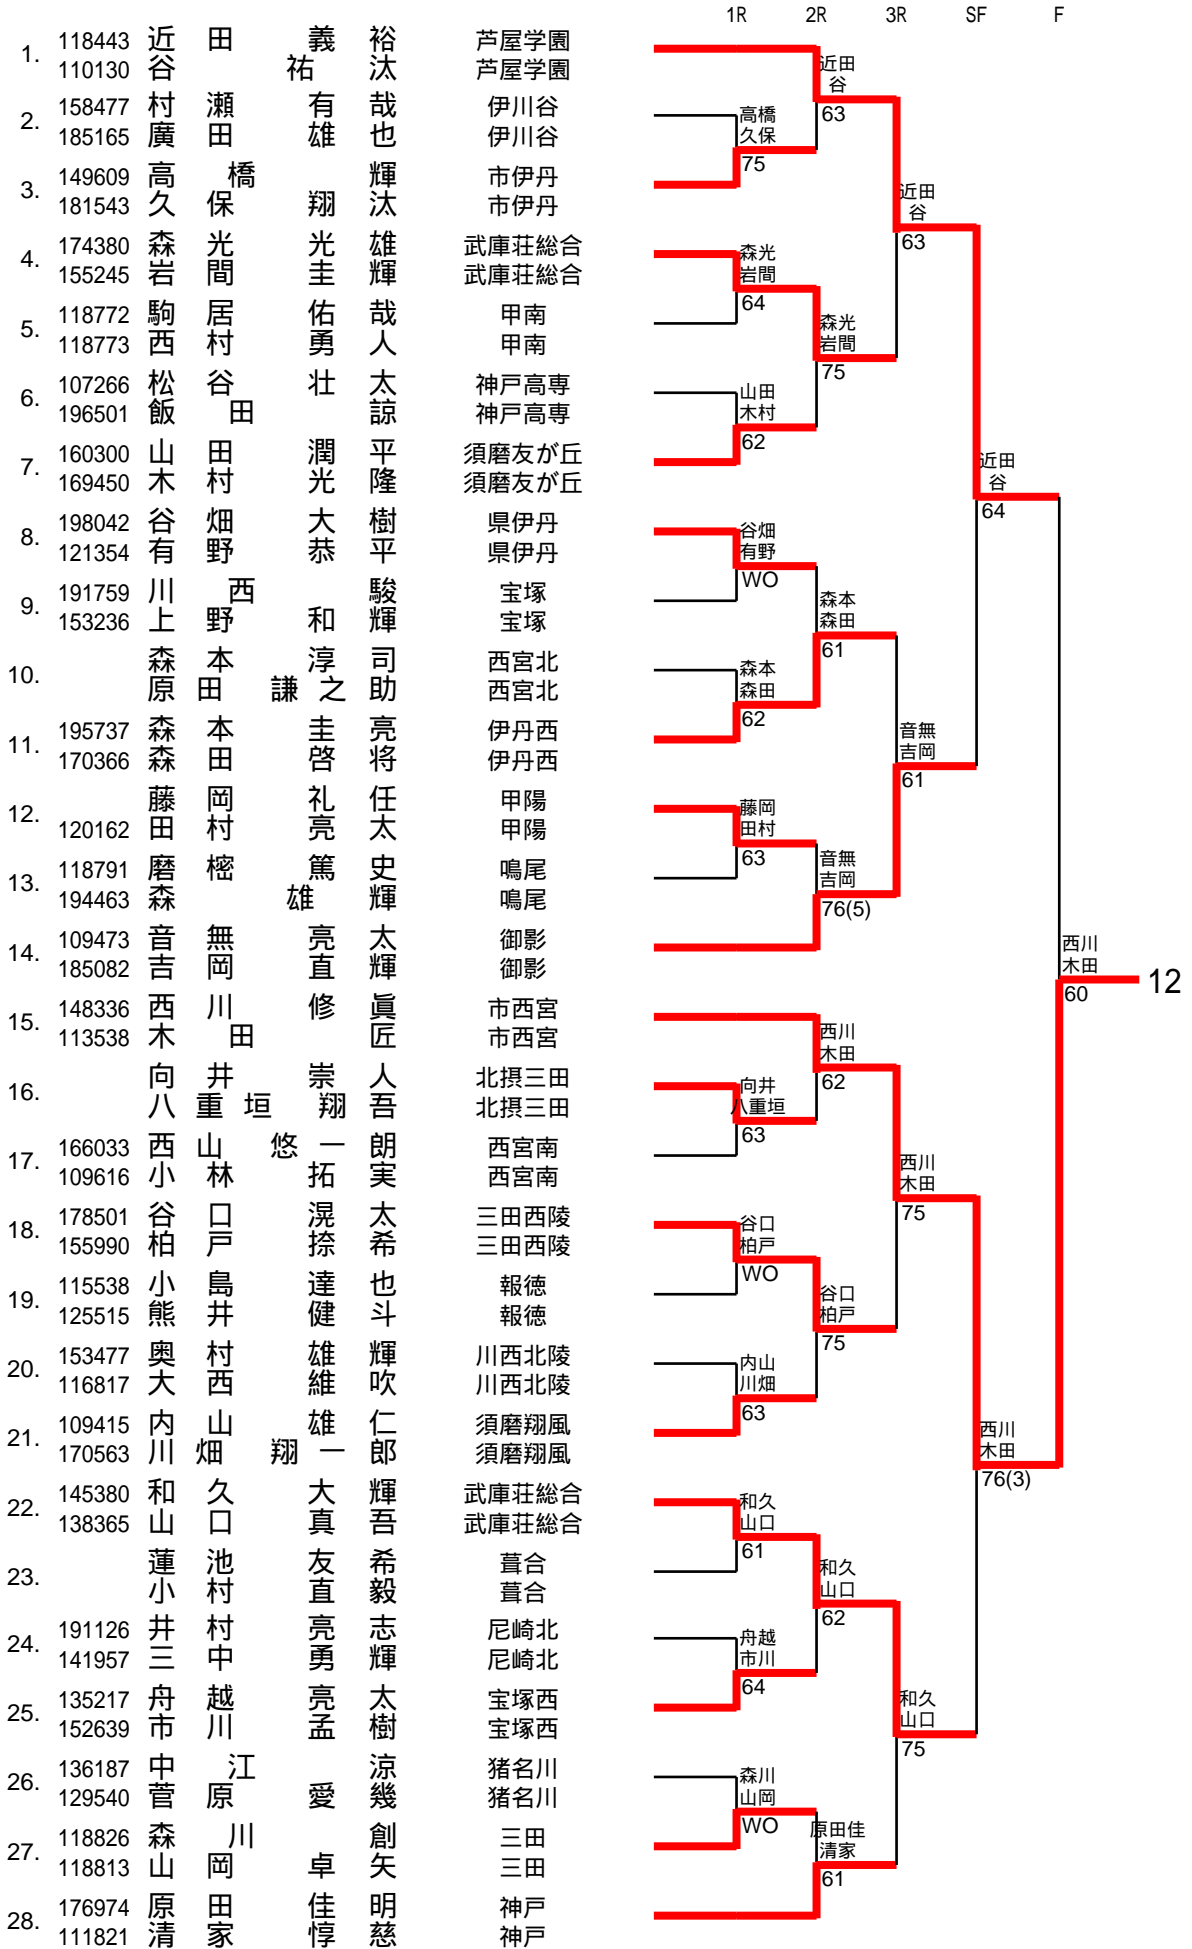 1R 2R 3R SF F
1. 118443 近田 義裕 芦屋学園
110130 谷 祐汰 芦屋学園
2. 158477 村瀬 有哉 伊川谷
185165 廣田 雄也 伊川谷
3. 149609 高橋 輝 市伊丹
181543 久保 翔汰 市伊丹
4. 174380 森光 光雄 武庫荘総合
155245 岩間 圭輝 武庫荘総合
5. 118772 駒居 佑哉 甲南
118773 西村 勇人 甲南
6. 107266 松谷 壮太 神戸高専
196501 飯田 諒 神戸高専
7. 160300 山田 潤平 須磨友が丘
169450 木村 光隆 須磨友が丘
8. 198042 谷畑 大樹 県伊丹
121354 有野 恭平 県伊丹
9. 191759 川西 駿 宝塚
153236 上野 和輝 宝塚
10. 森本 淳司 西宮北
原田 謙之助 西宮北
11. 195737 森本 圭亮 伊丹西
170366 森田 啓将 伊丹西
12. 藤岡 礼任 甲陽
120162 田村 亮太 甲陽
13. 118791 磨樒 篤史 鳴尾
194463 森 雄輝 鳴尾
14. 109473 音無 亮太 御影
185082 吉岡 直輝 御影
15. 148336 西川 修眞 市西宮
113538 木田 匠 市西宮
16. 向井 崇人 北摂三田
八重垣 翔吾 北摂三田
17. 166033 西山 悠一朗 西宮南
109616 小林 拓実 西宮南
18. 178501 谷口 滉太 三田西陵
155990 柏戸 捺希 三田西陵
19. 115538 小島 達也 報徳
125515 熊井 健斗 報徳
20. 153477 奥村 雄輝 川西北陵
116817 大西 維吹 川西北陵
21. 109415 内山 雄仁 須磨翔風
170563 川畑 翔一郎 須磨翔風
22. 145380 和久 大輝 武庫荘総合
138365 山口 真吾 武庫荘総合
23. 蓮池 友希 葺合
小村 直毅 葺合
24. 191126 井村 亮志 尼崎北
141957 三中 勇輝 尼崎北
25. 135217 舟越 亮太 宝塚西
152639 市川 孟樹 宝塚西
26. 136187 中江 涼 猪名川
129540 菅原 愛幾 猪名川
27. 118826 森川 創 三田
118813 山岡 卓矢 三田
28. 176974 原田 佳明 神戸
111821 清家 惇慈 神戸
高橋
久保
75
森光
岩間
64
山田
木村
62
谷畑
有野
WO
森本
森田
62
藤岡
田村
63
向井
八重垣
63
谷口
柏戸
WO
内山
川畑
63
和久
山口
61
舟越
市川
64
森川
山岡
WO
近田
谷
63
森光
岩間
75
森本
森田
61
音無
吉岡
76(5)
西川
木田
62
谷口
柏戸
75
和久
山口
62
原田佳
清家
61
近田
谷
63
音無
吉岡
61
西川
木田
75
和久
山口
75
近田
谷
64
西川
木田
76(3)
西川
木田
60
12